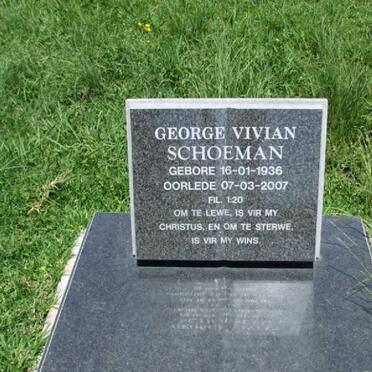 GEORGE VIVIAN
SCHOEMAN
GEBORE 16-01-1936
OORLEDE 07-03-2007
FIL. 1:20
OM TE LEWE, IS VIR MY
CHRISTUS, EN OM TE STERWE,
IS VIR MY WINS.